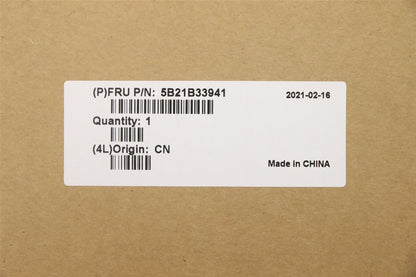 (P)FRU P/N: 5B21B33941
2021-02-16
Quantity: 1
(4L)Origin: CN
Made in CHINA